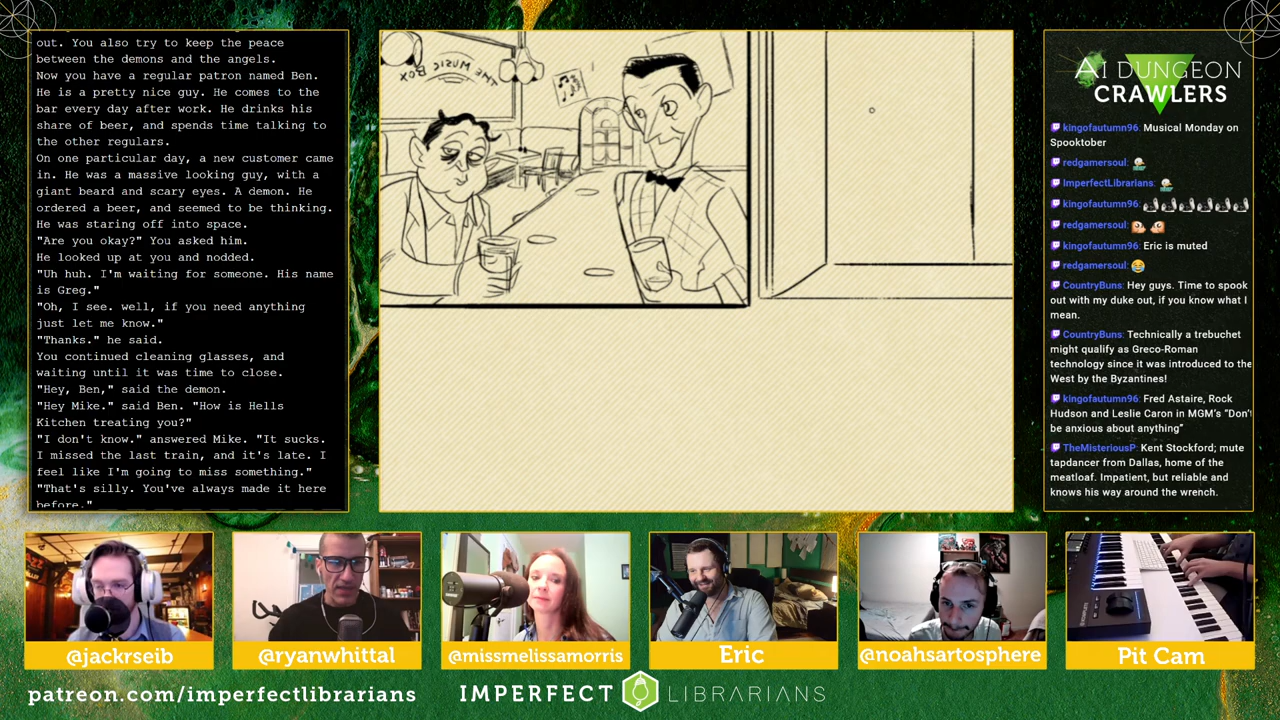 out. You also try to keep the peace
between the demons and the angels.
Now you have a regular patron named Ben.
He is a pretty nice guy. He comes to the
bar every day after work. He drinks his
share of beer, and spends time talking to
the other regulars.
On one particular day, a new customer came
in. He was a massive looking guy, with a
giant beard and scary eyes. A demon. He
ordered a beer, and seemed to be thinking.
He was staring off into space.
"Are you okay?" You asked him.
He looked up at you and nodded.
"Uh huh. I'm waiting for someone. His name
is Greg."
"Oh, I see. well, if you need anything
just let me know."
"Thanks." he said.
You continued cleaning glasses, and
waiting until it was time to close.
"Hey, Ben," said the demon.
"Hey Mike." said Ben. "How is Hells
Kitchen treating you?"
"I don't know." answered Mike. "It sucks.
I missed the last train, and it's late. I
feel like I'm going to miss something."
"That's silly. You've always made it here
before."
THE MUSIC BOX
AI DUNGEON
CRAWLERS
kingofautumn96: Musical Monday on
Spooktober
redgamersoul:
ImperfectLibrarians:
kingofautumn96:
redgamersoul:
kingofautumn96: Eric is muted
redgamersoul:
CountryBuns: Hey guys. Time to spook
out with my duke out, if you know what I
mean.
CountryBuns: Technically a trebuchet
might qualify as Greco-Roman
technology since it was introduced to the
West by the Byzantines!
kingofautumn96: Fred Astaire, Rock
Hudson and Leslie Caron in MGM's "Don't
be anxious about anything"
TheMisteriousP: Kent Stockford; mute
tapdancer from Dallas, home of the
meatloaf. Impatient, but reliable and
knows his way around the wrench.
@jackrseib
@ryanwhittal
@missmelissamorris
Eric
@noahsartosphere
Pit Cam
patreon.com/imperfectlibrarians
IMPERFECT LIBRARIANS